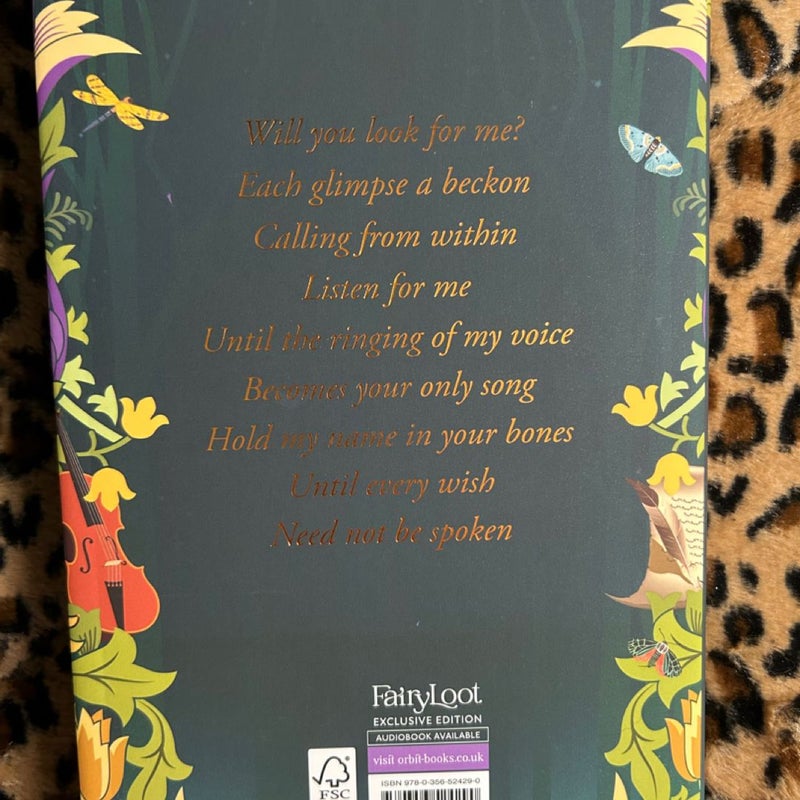 Will you look for me?
Each glimpse a beckon
Calling from within
Listen for me
Until the ringing of my voice
Becomes your only song
Hold my name in your bones
Until every wish
Need not be spoken
FairyLoot
EXCLUSIVE EDITION
AUDIOBOOK AVAILABLE
visit orbit-books.co.uk
FSC
ISBN 978-0-356-52429-0